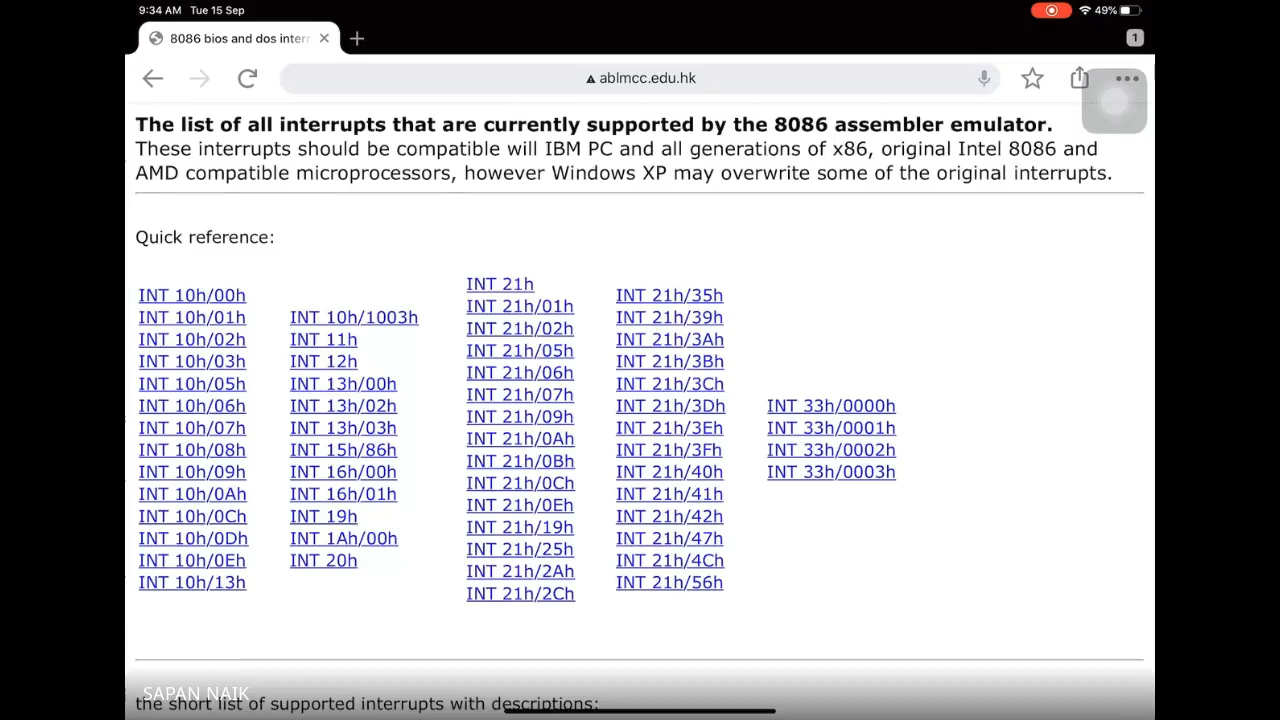 9:34 AM Tue 15 Sep
49%
8086 bios and dos interr
1
ablmcc.edu.hk
The list of all interrupts that are currently supported by the 8086 assembler emulator.
These interrupts should be compatible will IBM PC and all generations of x86, original Intel 8086 and
AMD compatible microprocessors, however Windows XP may overwrite some of the original interrupts.
Quick reference:
INT 10h/00h
INT 10h/01h
INT 10h/02h
INT 10h/03h
INT 10h/05h
INT 10h/06h
INT 10h/07h
INT 10h/08h
INT 10h/09h
INT 10h/0Ah
INT 10h/0Ch
INT 10h/0Dh
INT 10h/0Eh
INT 10h/13h
INT 10h/1003h
INT 11h
INT 12h
INT 13h/00h
INT 13h/02h
INT 13h/03h
INT 15h/86h
INT 16h/00h
INT 16h/01h
INT 19h
INT 1Ah/00h
INT 20h
INT 21h
INT 21h/01h
INT 21h/02h
INT 21h/05h
INT 21h/06h
INT 21h/07h
INT 21h/09h
INT 21h/0Ah
INT 21h/0Bh
INT 21h/0Ch
INT 21h/0Eh
INT 21h/19h
INT 21h/25h
INT 21h/2Ah
INT 21h/2Ch
INT 21h/35h
INT 21h/39h
INT 21h/3Ah
INT 21h/3Bh
INT 21h/3Ch
INT 21h/3Dh
INT 21h/3Eh
INT 21h/3Fh
INT 21h/40h
INT 21h/41h
INT 21h/42h
INT 21h/47h
INT 21h/4Ch
INT 21h/56h
INT 33h/0000h
INT 33h/0001h
INT 33h/0002h
INT 33h/0003h
SAPAN NAIK
the short list of supported interrupts with descriptions: